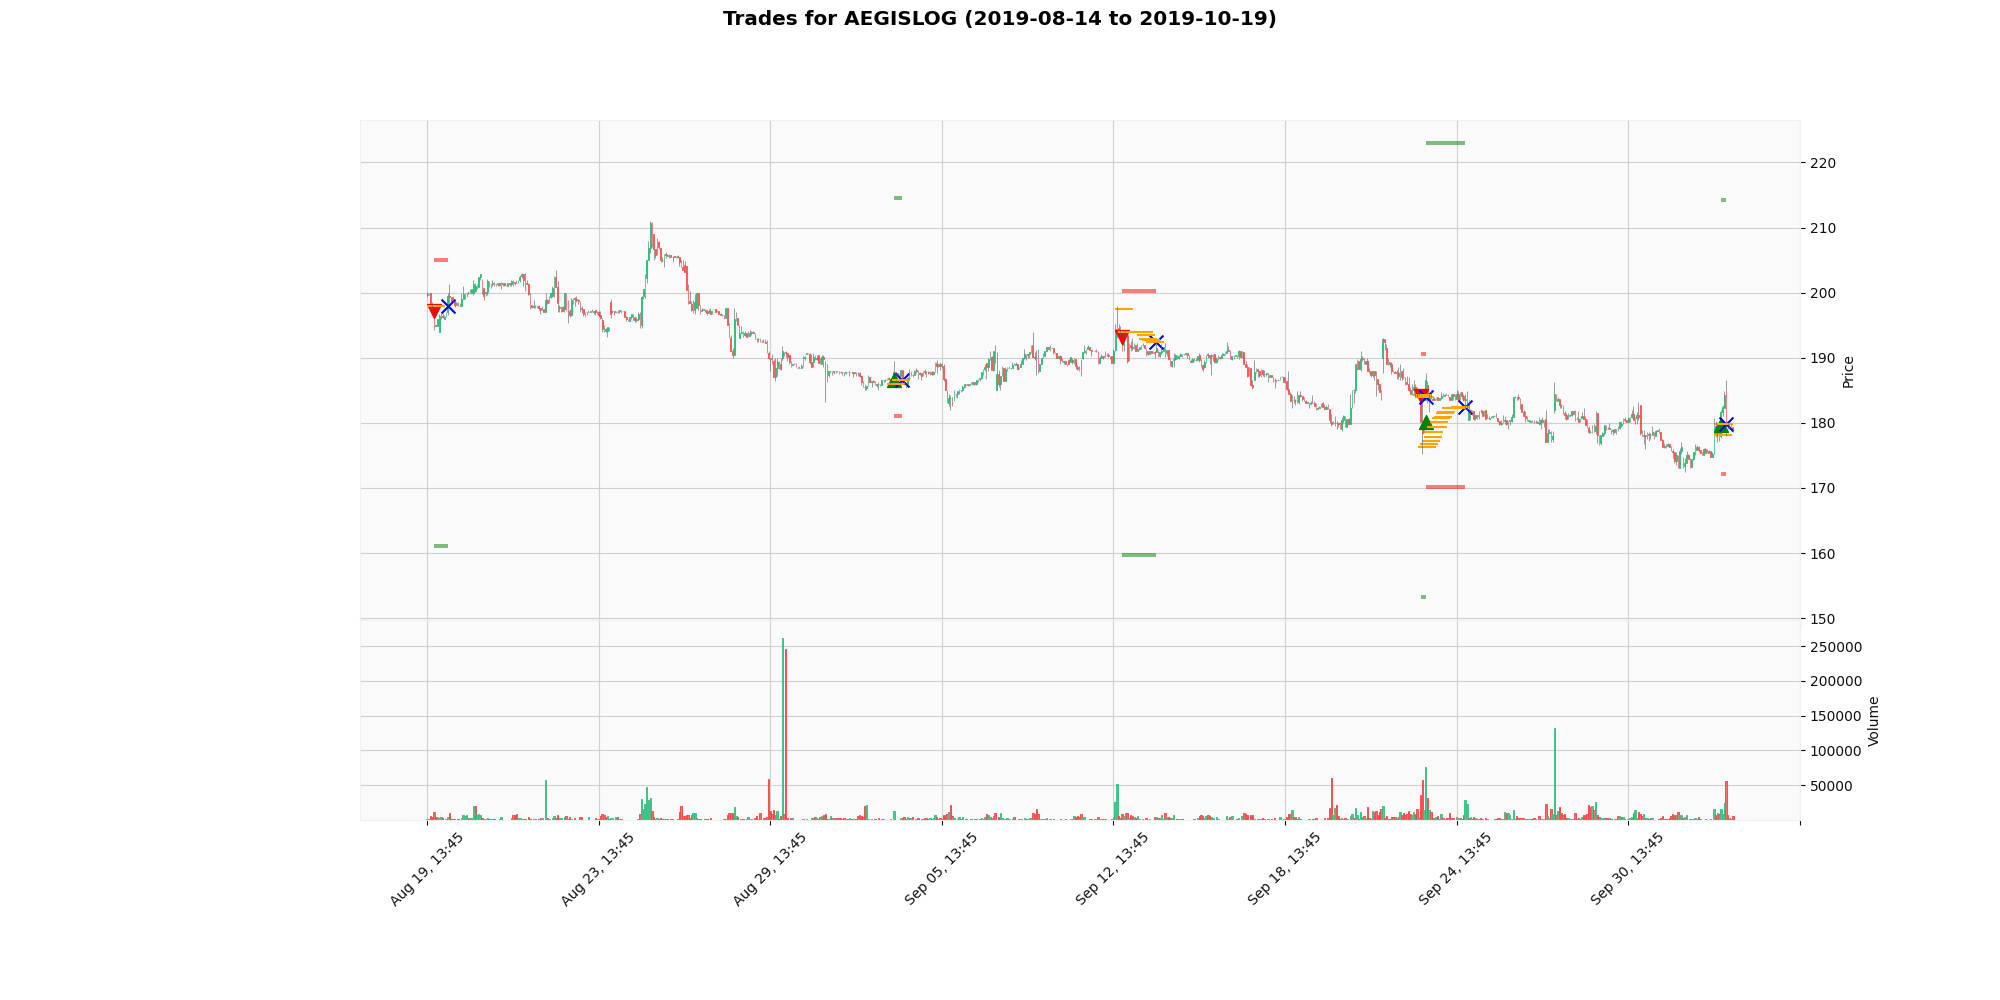 Trades for AEGISLOG (2019-08-14 to 2019-10-19)
220
210
200
190
180
170
160
150
Price
250000
200000
150000
100000
50000
Volume
Aug 19, 13:45
Aug 23, 13:45
Aug 29, 13:45
Sep 05, 13:45
Sep 12, 13:45
Sep 18, 13:45
Sep 24, 13:45
Sep 30, 13:45